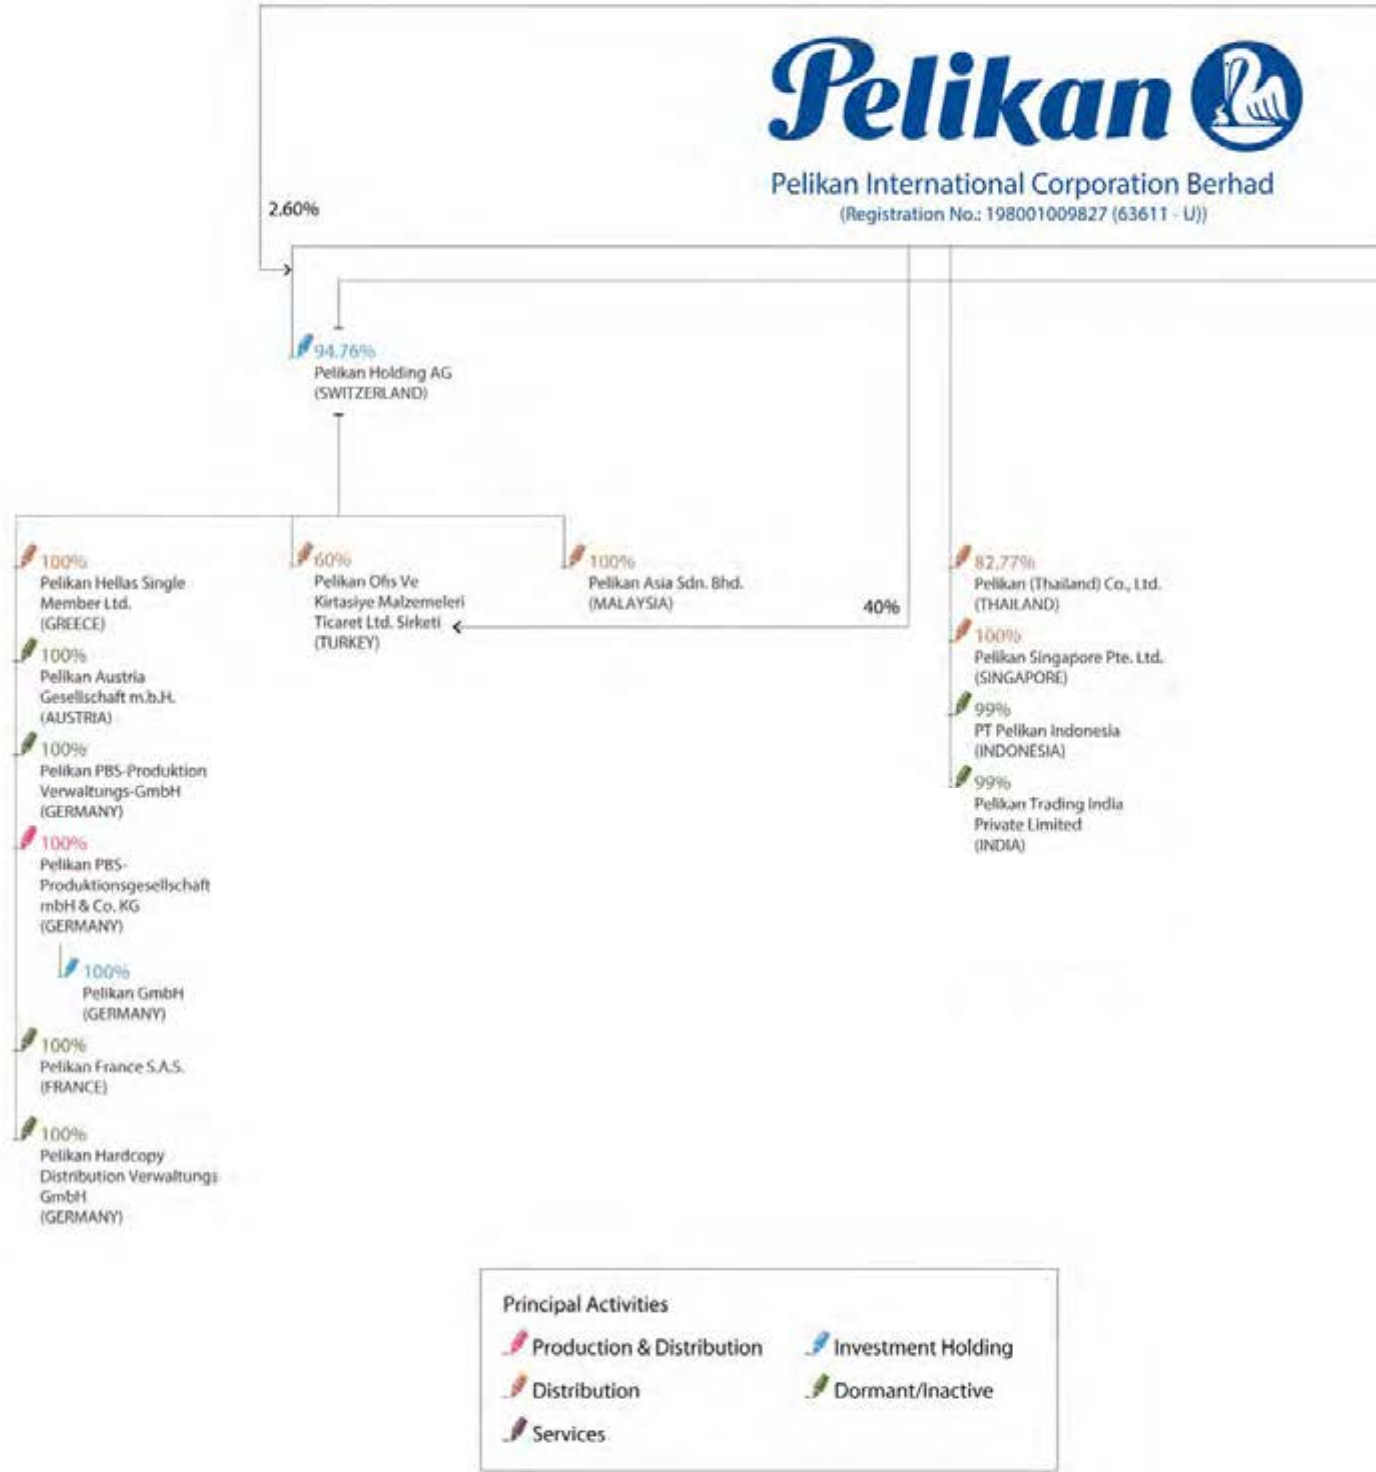 Pelikan
Pelikan International Corporation Berhad
(Registration No.: 198001009827 (63611 - U))
2.60%
94.76%
Pelikan Holding AG
(SWITZERLAND)
100%
Pelikan Hellas Single
Member Ltd.
(GREECE)
100%
Pelikan Austria
Gesellschaft m.b.H.
(AUSTRIA)
100%
Pelikan PBS-Produktion
Verwaltungs-GmbH
(GERMANY)
100%
Pelikan PBS-
Produktionsgesellschaft
mbH & Co. KG
(GERMANY)
100%
Pelikan GmbH
(GERMANY)
100%
Pelikan France S.A.S.
(FRANCE)
100%
Pelikan Hardcopy
Distribution Verwaltungs
GmbH
(GERMANY)
60%
Pelikan Ofis Ve
Kirtasiye Malzemeleri
Ticaret Ltd. Sirketi
(TURKEY)
100%
Pelikan Asia Sdn. Bhd.
(MALAYSIA)
40%
82.77%
Pelikan (Thailand) Co., Ltd.
(THAILAND)
100%
Pelikan Singapore Pte. Ltd.
(SINGAPORE)
99%
PT Pelikan Indonesia
(INDONESIA)
99%
Pelikan Trading India
Private Limited
(INDIA)
Principal Activities
Production & Distribution
Investment Holding
Distribution
Dormant/Inactive
Services